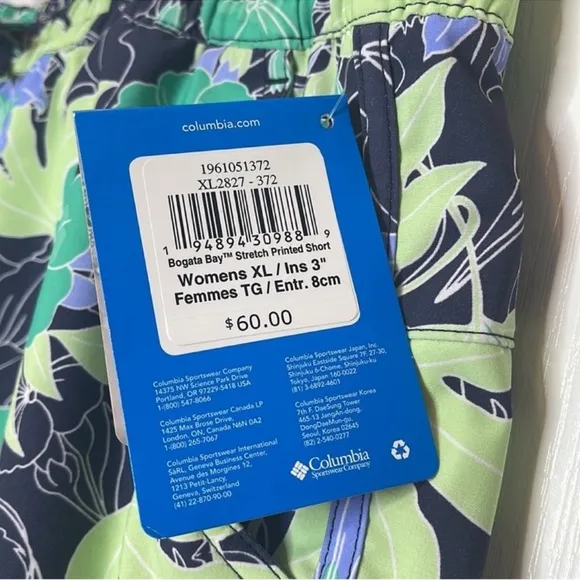 columbia.com
1961051372
XL2827 - 372
1 94894 30988 9
Bogata Bay™ Stretch Printed Short
Womens XL / Ins 3"
Femmes TG / Entr. 8cm
$60.00
Columbia Sportswear Company
14375 NW Science Park Drive
Portland, OR 97229-5418 USA
1-(800) 547-8066
Columbia Sportswear Canada LP
1425 Max Brose Drive,
London, ON, Canada N6N 0A2
1-(800) 265-7067
Columbia Sportswear International
SàRL, Geneva Business Center,
Avenue des Morgines 12,
1213 Petit-Lancy,
Geneva, Switzerland
(41) 22-870-90-00
Columbia Sportswear Japan, Inc.
Shinjuku Eastside Square 7F, 27-30,
Shinjuku 6-Chome, Shinjuku-ku
Tokyo, Japan 160-0022
(81) 3-6892-4601
Columbia Sportswear Korea
7th F. DaeSung Tower
465-13 JangAn-dong,
DongDaeMun-gu,
Seoul, Korea 02645
(82) 2-540-0277
Columbia
Sportswear Company